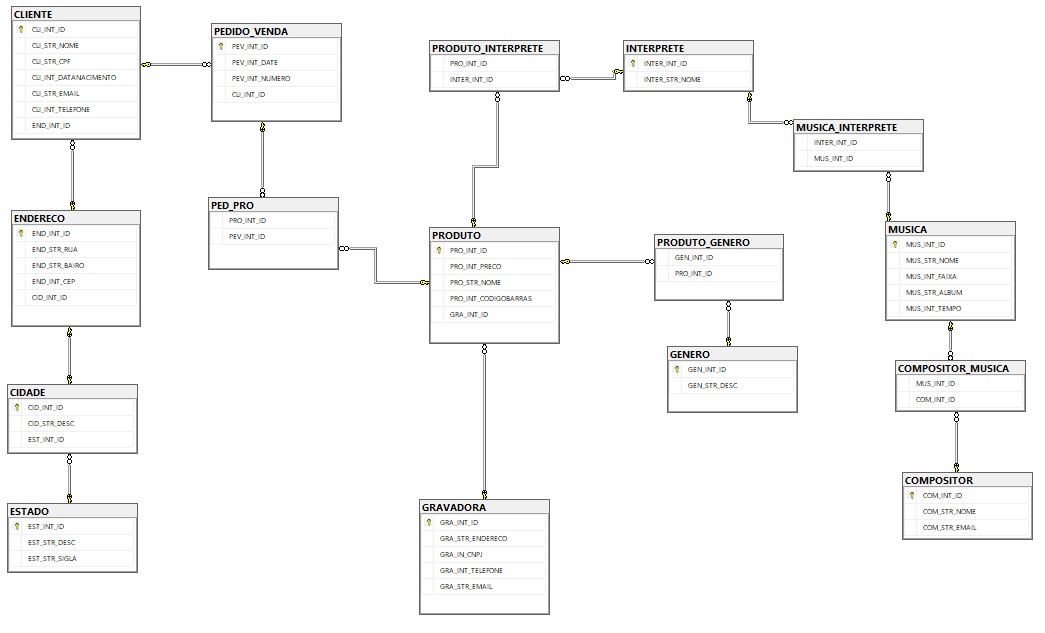 CLIENTE
CLI_INT_ID
CLI_STR_NOME
CLI_STR_CPF
CLI_INT_DATANACIMENTO
CLI_STR_EMAIL
CLI_INT_TELEFONE
END_INT_ID
PEDIDO_VENDA
PEV_INT_ID
PEV_INT_DATE
PEV_INT_NUMERO
CLI_INT_ID
PRODUTO_INTERPRETE
PRO_INT_ID
INTER_INT_ID
INTERPRETE
INTER_INT_ID
INTER_STR_NOME
MUSICA_INTERPRETE
INTER_INT_ID
MUS_INT_ID
ENDERECO
END_INT_ID
END_STR_RUA
END_STR_BAIRO
END_INT_CEP
CID_INT_ID
PED_PRO
PRO_INT_ID
PEV_INT_ID
PRODUTO
PRO_INT_ID
PRO_INT_PRECO
PRO_STR_NOME
PRO_INT_CODIGOBARRAS
GRA_INT_ID
PRODUTO_GENERO
GEN_INT_ID
PRO_INT_ID
MUSICA
MUS_INT_ID
MUS_STR_NOME
MUS_INT_FAIXA
MUS_STR_ALBUM
MUS_INT_TEMPO
GENERO
GEN_INT_ID
GEN_STR_DESC
COMPOSITOR_MUSICA
MUS_INT_ID
COM_INT_ID
CIDADE
CID_INT_ID
CID_STR_DESC
EST_INT_ID
COMPOSITOR
COM_INT_ID
COM_STR_NOME
COM_STR_EMAIL
ESTADO
EST_INT_ID
EST_STR_DESC
EST_STR_SIGLA
GRAVADORA
GRA_INT_ID
GRA_STR_ENDERECO
GRA_IN_CNPJ
GRA_INT_TELEFONE
GRA_STR_EMAIL